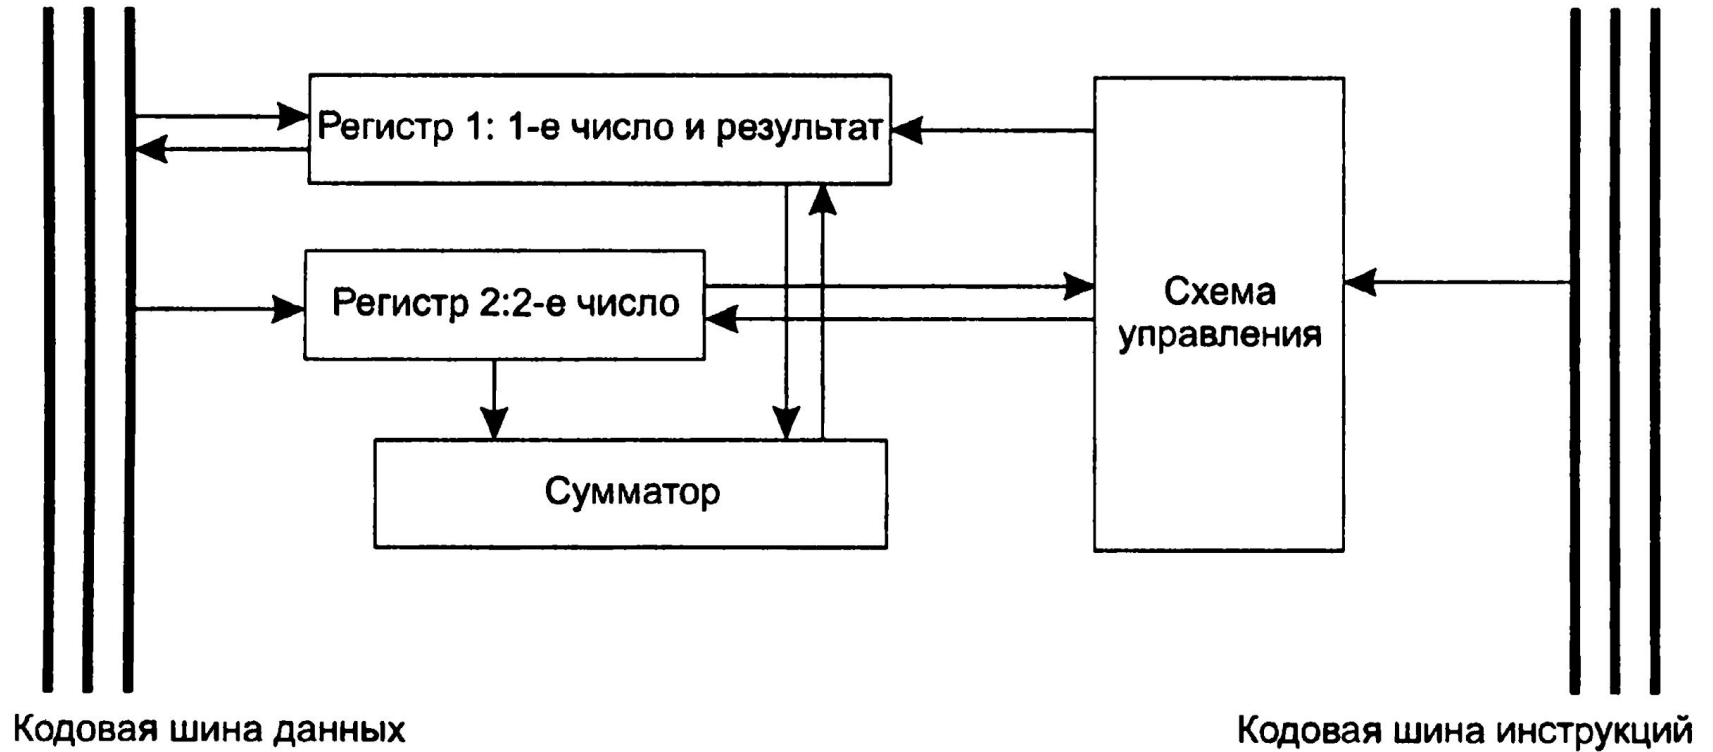 Регистр 1: 1-е число и результат
Регистр 2:2-е число
Схема
управления
Сумматор
Кодовая шина данных
Кодовая шина инструкций